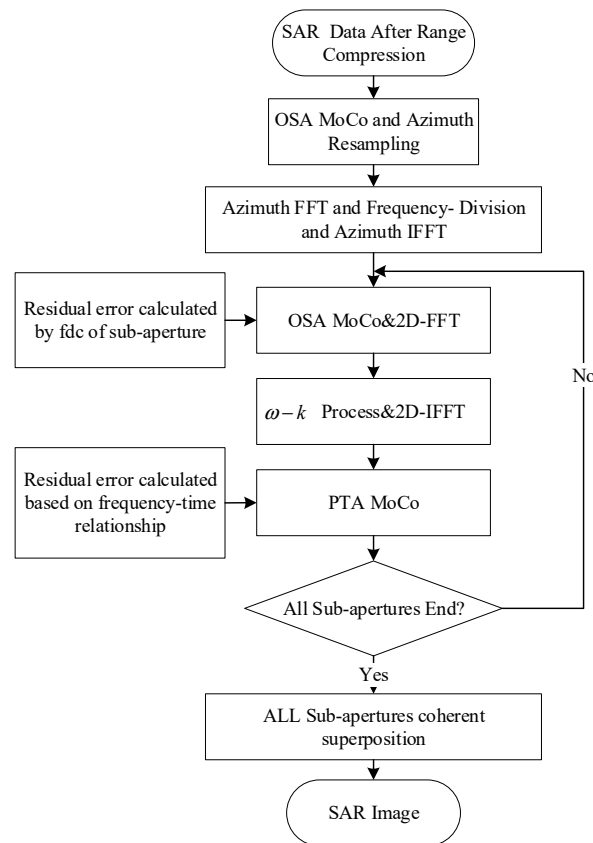 SAR Data After Range
Compression
OSA MoCo and Azimuth
Resampling
Azimuth FFT and Frequency- Division
and Azimuth IFFT
Residual error calculated
by fdc of sub-aperture
OSA MoCo&2D-FFT
No
ω−k Process&2D-IFFT
Residual error calculated
based on frequency-time
relationship
PTA MoCo
All Sub-apertures End?
Yes
ALL Sub-apertures coherent
superposition
SAR Image